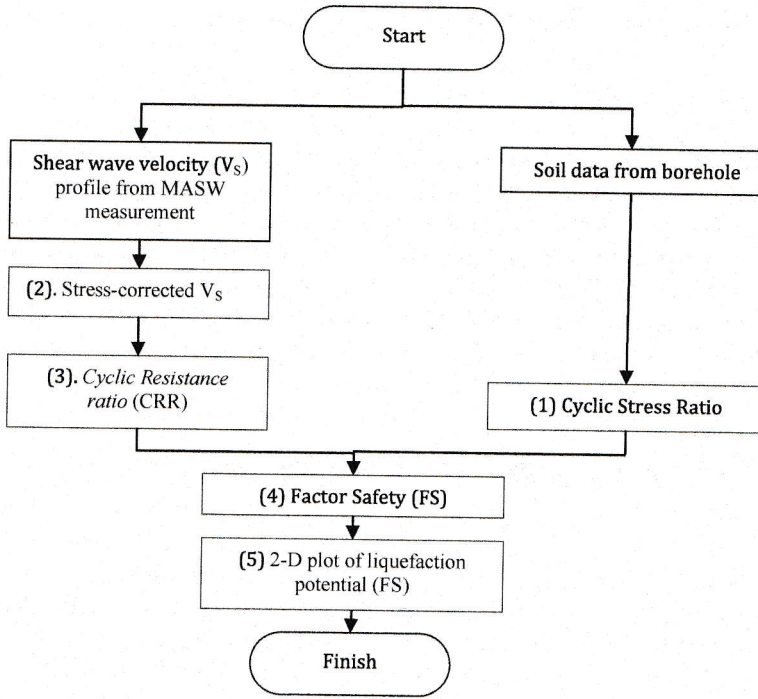 Start
Shear wave velocity (VS)
profile from MASW
measurement
Soil data from borehole
(2). Stress-corrected VS
(3). Cyclic Resistance
ratio (CRR)
(1) Cyclic Stress Ratio
(4) Factor Safety (FS)
(5) 2-D plot of liquefaction
potential (FS)
Finish